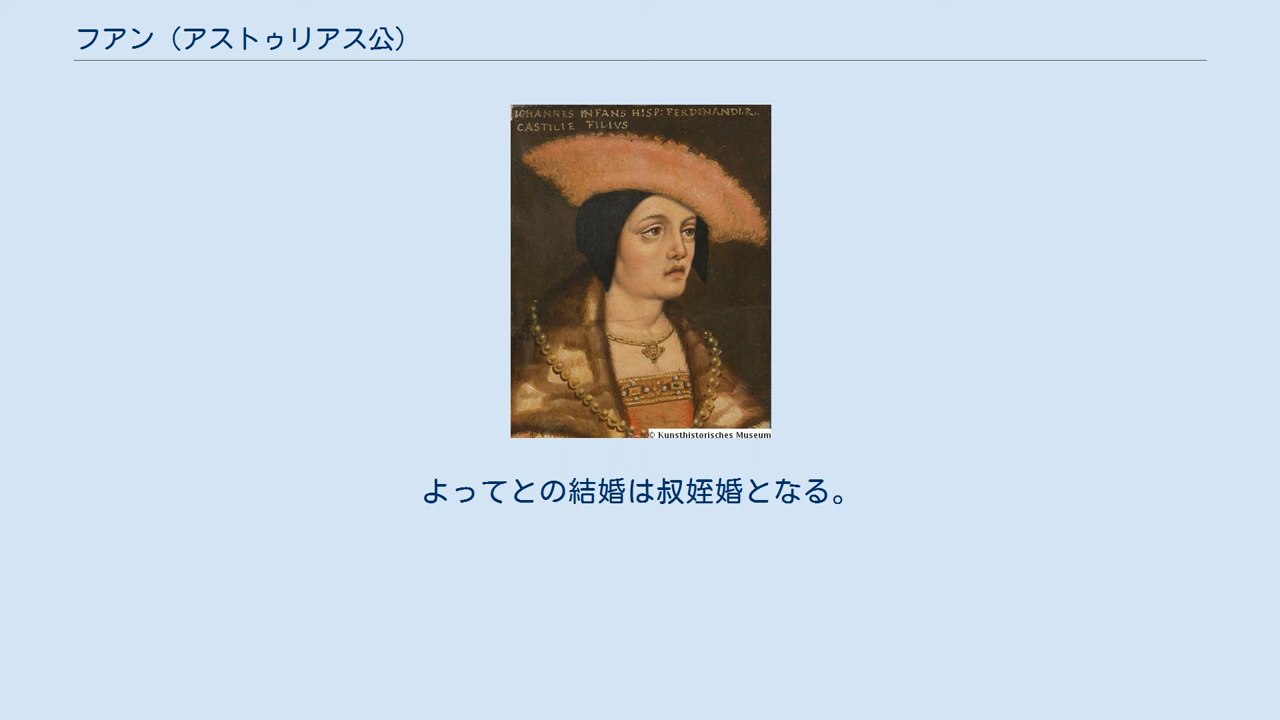 フアン（アストゥリアス公）
IOHANNES INFANS HISP: FERDINANDI.R.
CASTILIE FILIVS
© Kunsthistorisches Museum
よってとの結婚は叔姪婚となる。